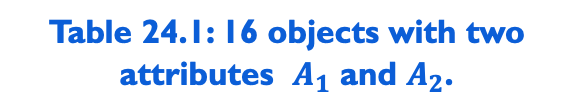 Table 24.1: 16 objects with two
attributes A₁ and A₂.